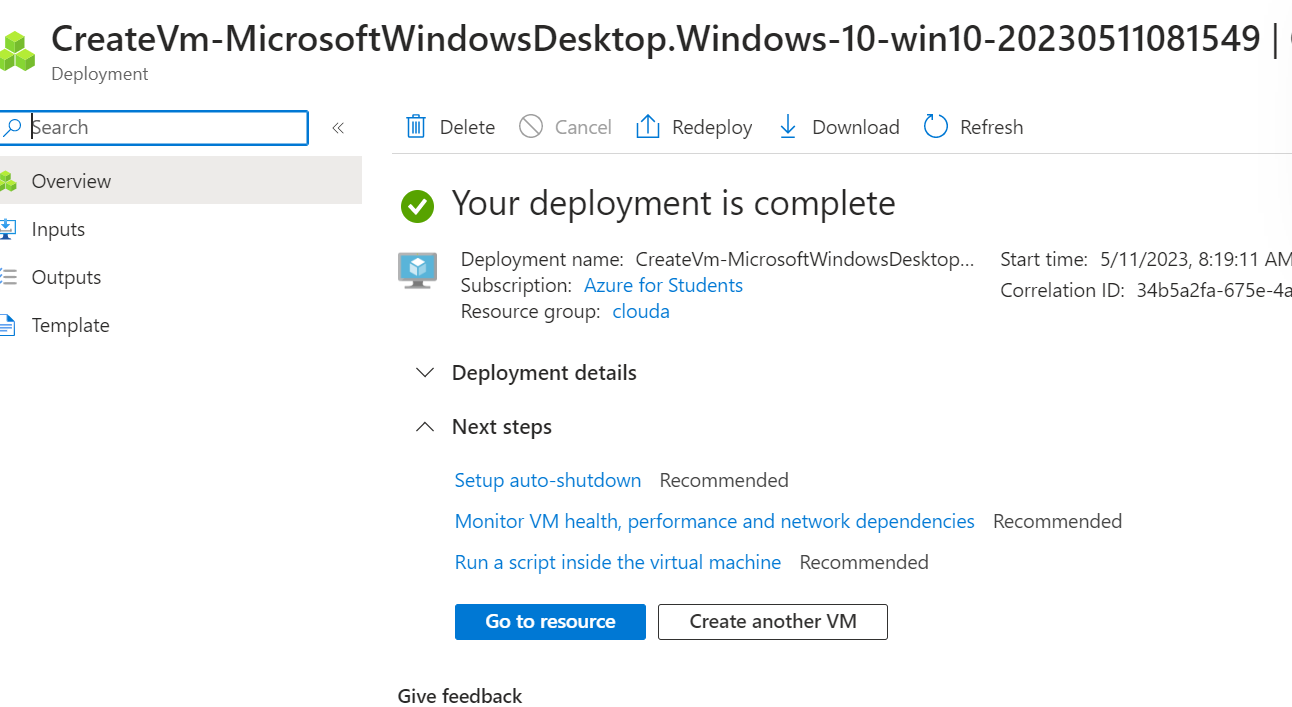 CreateVm-MicrosoftWindowsDesktop.Windows-10-win10-20230511081549 |
Deployment
Search
«
Delete
Cancel
Redeploy
Download
Refresh
Overview
Inputs
Outputs
Template
Your deployment is complete
Deployment name: CreateVm-MicrosoftWindowsDesktop...
Subscription: Azure for Students
Resource group: clouda
Start time: 5/11/2023, 8:19:11 AM
Correlation ID: 34b5a2fa-675e-4a
Deployment details
Next steps
Setup auto-shutdown Recommended
Monitor VM health, performance and network dependencies Recommended
Run a script inside the virtual machine Recommended
Go to resource
Create another VM
Give feedback